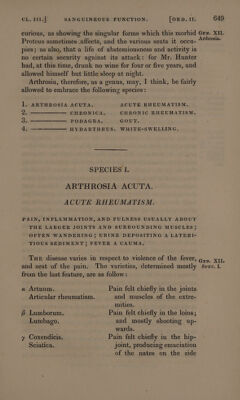 CL. III.] SANGUINEOUS FUNCTION. [ORD. II. 649
curious, as showing the singular forms which this morbid Gen. XII.
Proteus sometimes affects, and the various seats it occu- Arthrosia.
pies; so also, that a life of abstemiousness and activity is
no certain security against its attack: for Mr. Hunter
had, at this time, drunk no wine for four or five years, and
allowed himself but little sleep at night.
Arthrosia, therefore, as a genus, may, I think, be fairly
allowed to embrace the following species:
1. ARTHROSIA ACUTA. ACUTE RHEUMATISM.
2. ———— CHRONICA. CHRONIC RHEUMATISM.
3. ———— PODAGRA. GOUT.
4. ———— HYDARTHRUS. WHITE-SWELLING.
SPECIES I.
ARTHROSIA ACUTA.
ACUTE RHEUMATISM.
PAIN, INFLAMMATION, AND FULNESS USUALLY ABOUT
THE LARGER JOINTS AND SURROUNDING MUSCLES;
OFTEN WANDERING; URINE DEPOSITING A LATERI-
TIOUS SEDIMENT; FEVER A CAUMA.
The disease varies in respect to violence of the fever, Gen. XII.
and seat of the pain. The varieties, determined mostly Spec. I.
from the last feature, are as follow:
α Artuum. Pain felt chiefly in the joints
Articular rheumatism. and muscles of the extre-
mities.
β Lumborum. Pain felt chiefly in the loins;
Lumbago. and mostly shooting up-
wards.
γ Coxendicis. Pain felt chiefly in the hip-
Sciatica. joint, producing emaciation
of the nates on the side